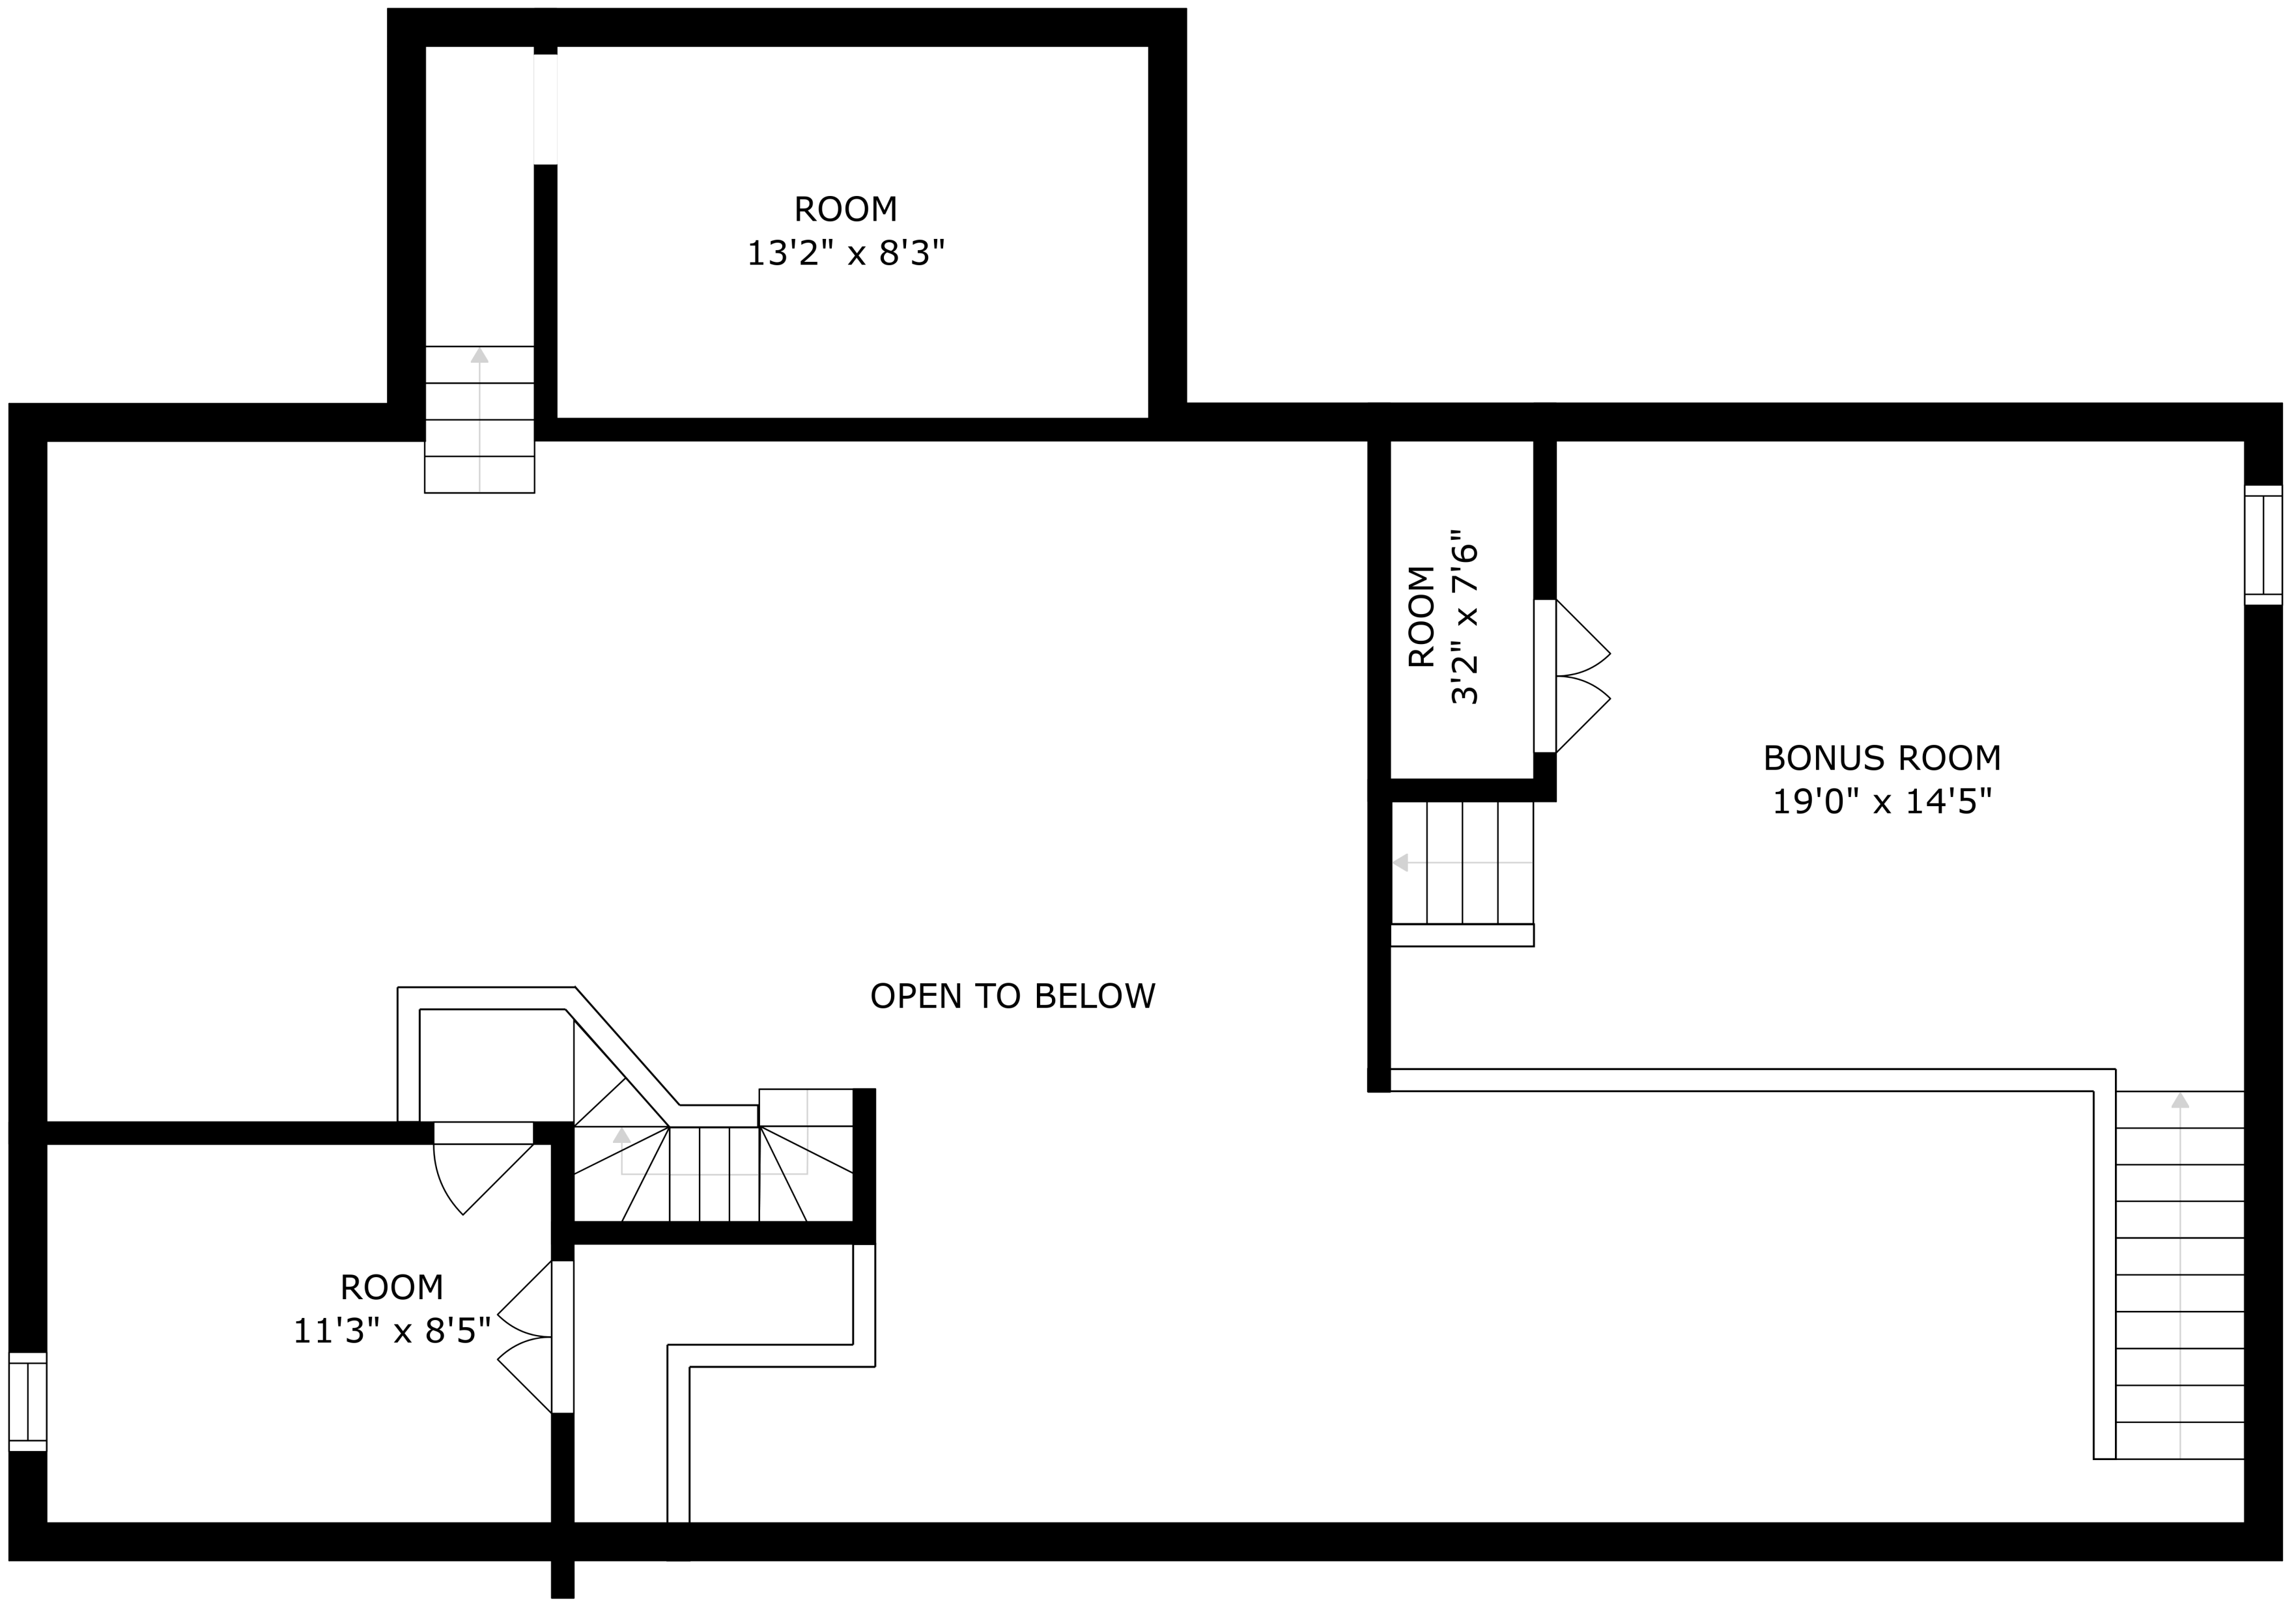 ROOM
13'2" x 8'3"
ROOM
3'2" x 7'6"
BONUS ROOM
19'0" x 14'5"
OPEN TO BELOW
ROOM
11'3" x 8'5"